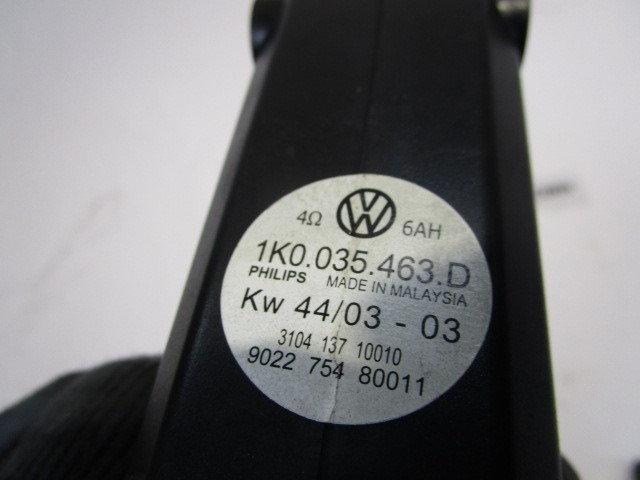 4Ω VW 6AH
1K0.035.463.D
PHILIPS MADE IN MALAYSIA
Kw 44/03 - 03
3104 137 10010
9022 754 80011